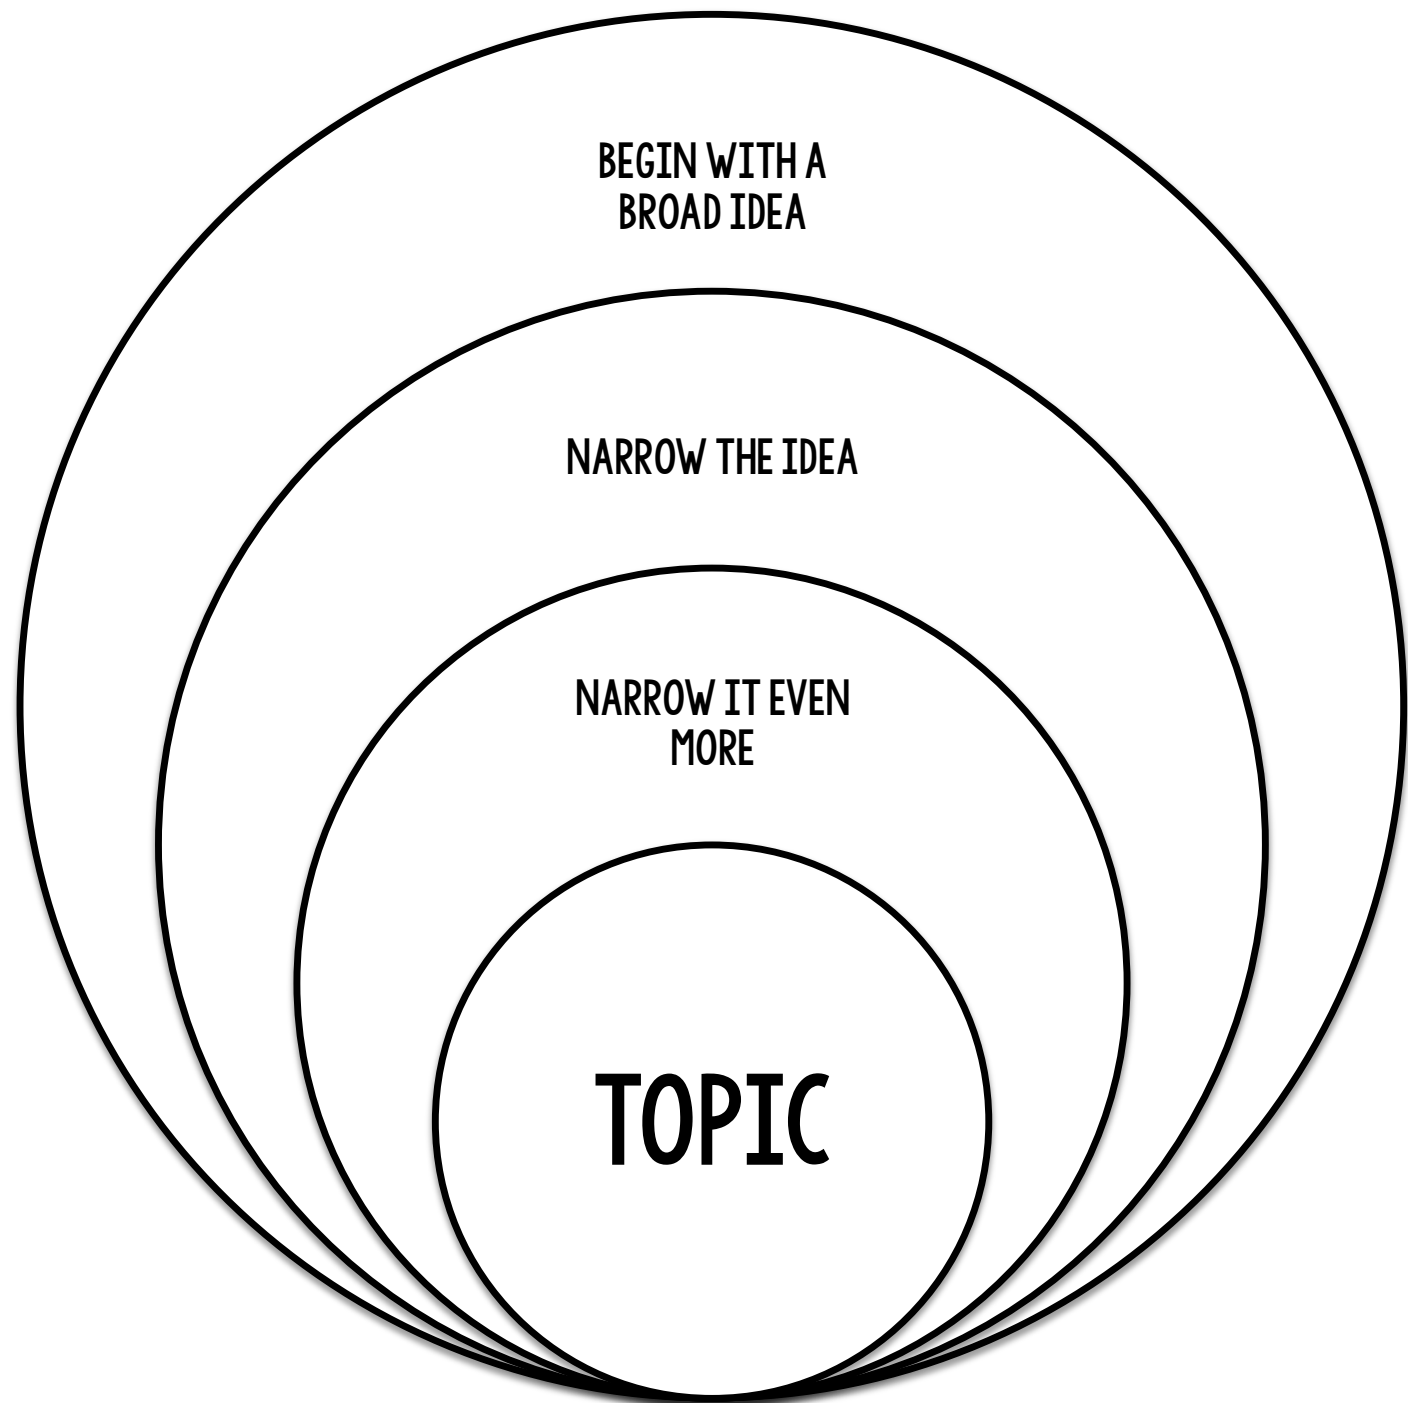 BEGIN WITH A
BROAD IDEA
NARROW THE IDEA
NARROW IT EVEN
MORE
TOPIC